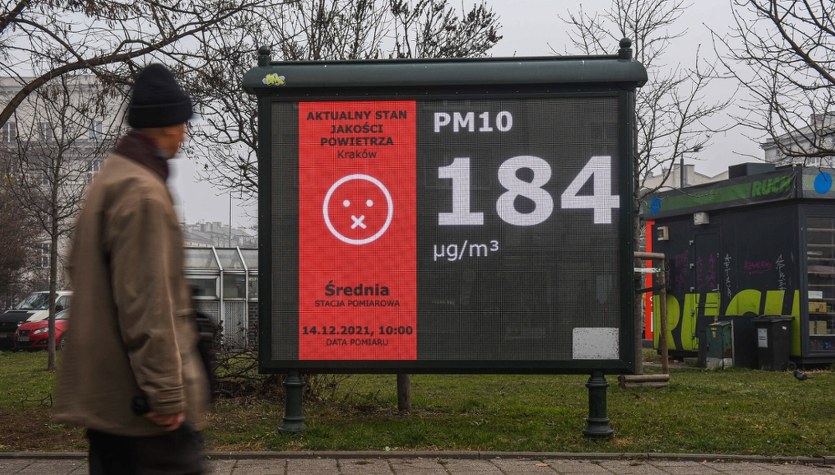 AKTUALNY STAN
JAKOŚCI
POWIETRZA
Kraków
Średnia
STACJA POMIAROWA
14.12.2021, 10:00
DATA POMIARU
PM10
184
µg/m³
RUCH